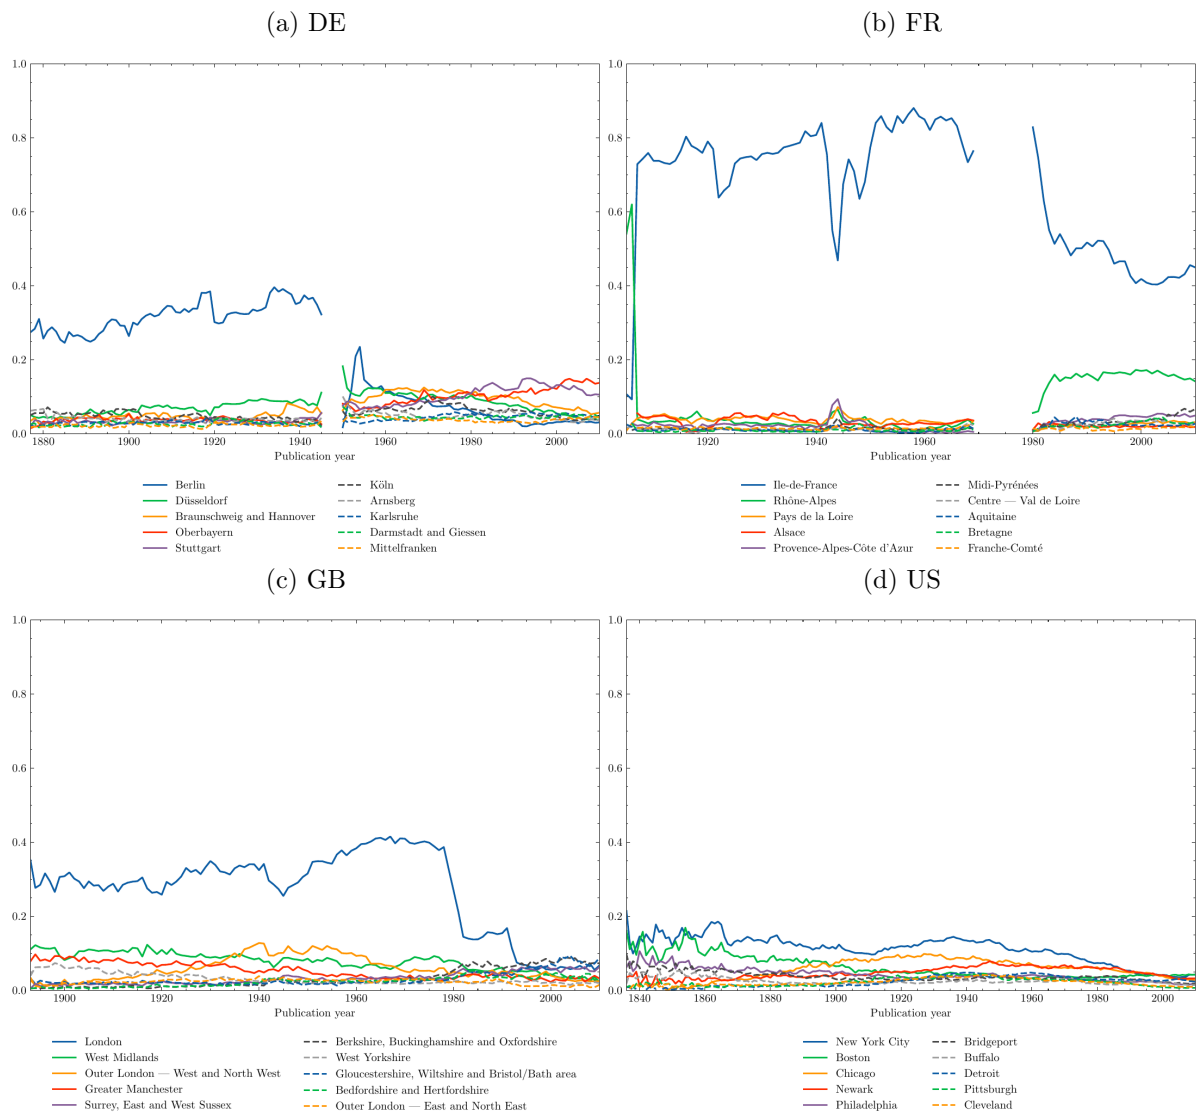 (a) DE
(b) FR
1.0
0.8
0.6
0.4
0.2
0.0
1880
1900
1920
1940
1960
1980
2000
Publication year
1.0
0.8
0.6
0.4
0.2
0.0
1920
1940
1960
1980
2000
Publication year
Berlin
Düsseldorf
Braunschweig and Hannover
Oberbayern
Stuttgart
Köln
Arnsberg
Karlsruhe
Darmstadt and Giessen
Mittelfranken
Ile-de-France
Rhône-Alpes
Pays de la Loire
Alsace
Provence-Alpes-Côte d'Azur
Midi-Pyrénées
Centre — Val de Loire
Aquitaine
Bretagne
Franche-Comté
(c) GB
(d) US
1.0
0.8
0.6
0.4
0.2
0.0
1900
1920
1940
1960
1980
2000
Publication year
1.0
0.8
0.6
0.4
0.2
0.0
1840
1860
1880
1900
1920
1940
1960
1980
2000
Publication year
London
West Midlands
Outer London — West and North West
Greater Manchester
Surrey, East and West Sussex
Berkshire, Buckinghamshire and Oxfordshire
West Yorkshire
Gloucestershire, Wiltshire and Bristol/Bath area
Bedfordshire and Hertfordshire
Outer London — East and North East
New York City
Boston
Chicago
Newark
Philadelphia
Bridgeport
Buffalo
Detroit
Pittsburgh
Cleveland